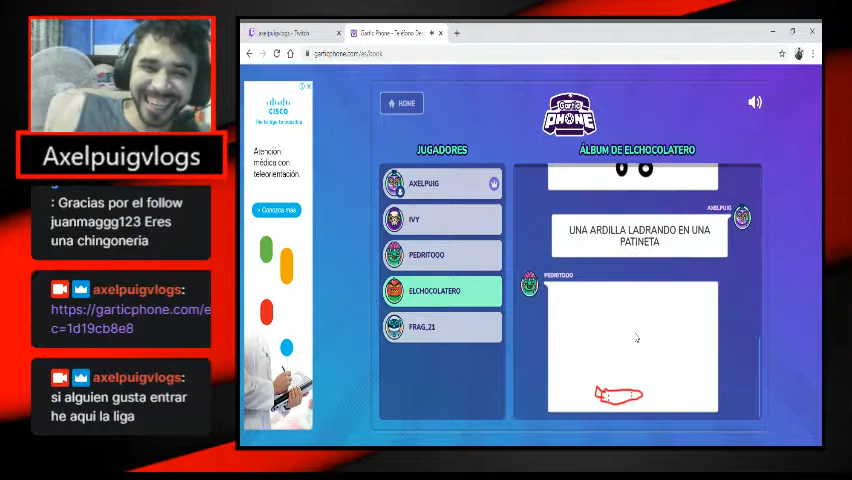 axelpuigvlogs - Twitch
Gartic Phone - Teléfono De
garticphone.com/es/book
HOME
Gartic
PHONE
CISCO
The bridge to possible
Atención
médica con
teleorientación.
> Conozca más
JUGADORES
AXELPUIG
IVY
PEDRITOOO
ELCHOCOLATERO
FRAG_21
ÁLBUM DE ELCHOCOLATERO
AXELPUIG
UNA ARDILLA LADRANDO EN UNA
PATINETA
PEDRITOOO
Axelpuigvlogs
: Gracias por el follow
juanmaggg123 Eres
una chingoneria
axelpuigvlogs:
https://garticphone.com/e
c=1d19cb8e8
axelpuigvlogs:
si alguien gusta entrar
he aqui la liga